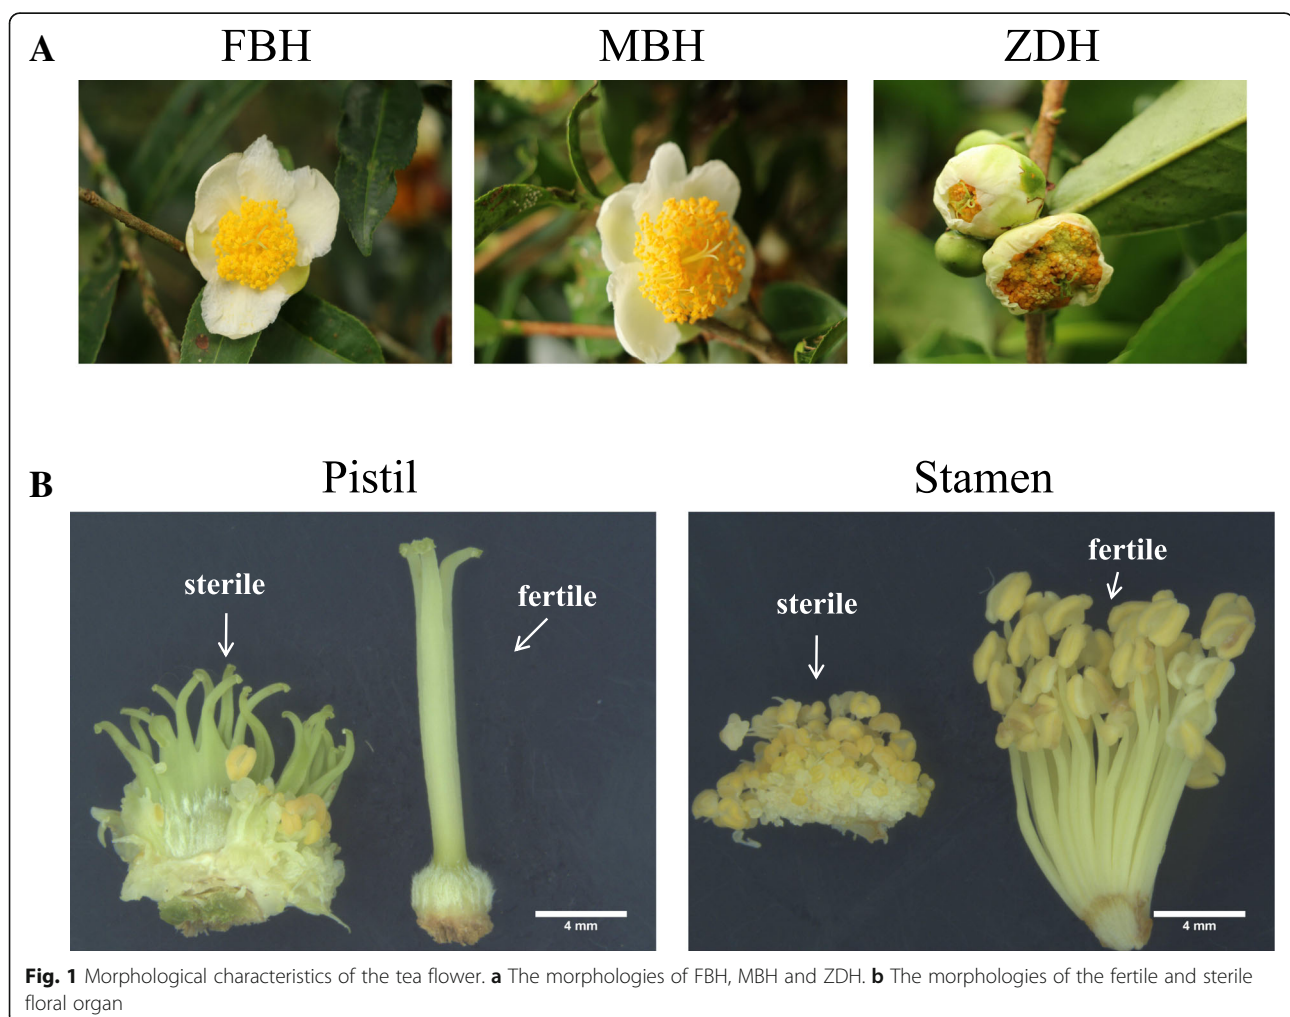 A
FBH MBH ZDH
B
Pistil Stamen
sterile
fertile
4 mm
sterile
fertile
4 mm
Fig. 1 Morphological characteristics of the tea flower. a The morphologies of FBH, MBH and ZDH. b The morphologies of the fertile and sterile
floral organ